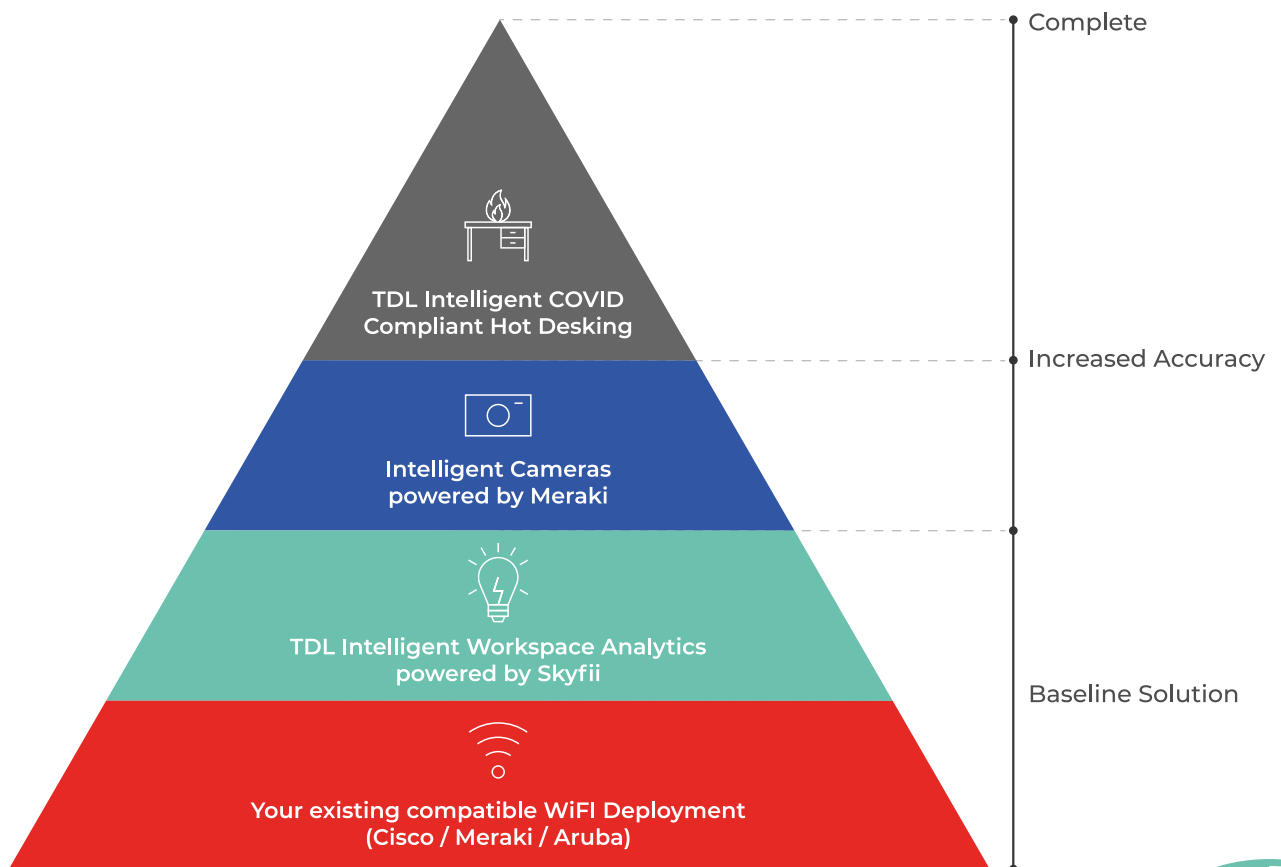 Complete
TDL Intelligent COVID
Compliant Hot Desking
Increased Accuracy
Intelligent Cameras
powered by Meraki
TDL Intelligent Workspace Analytics
powered by Skyfii
Baseline Solution
Your existing compatible WiFI Deployment
(Cisco / Meraki / Aruba)